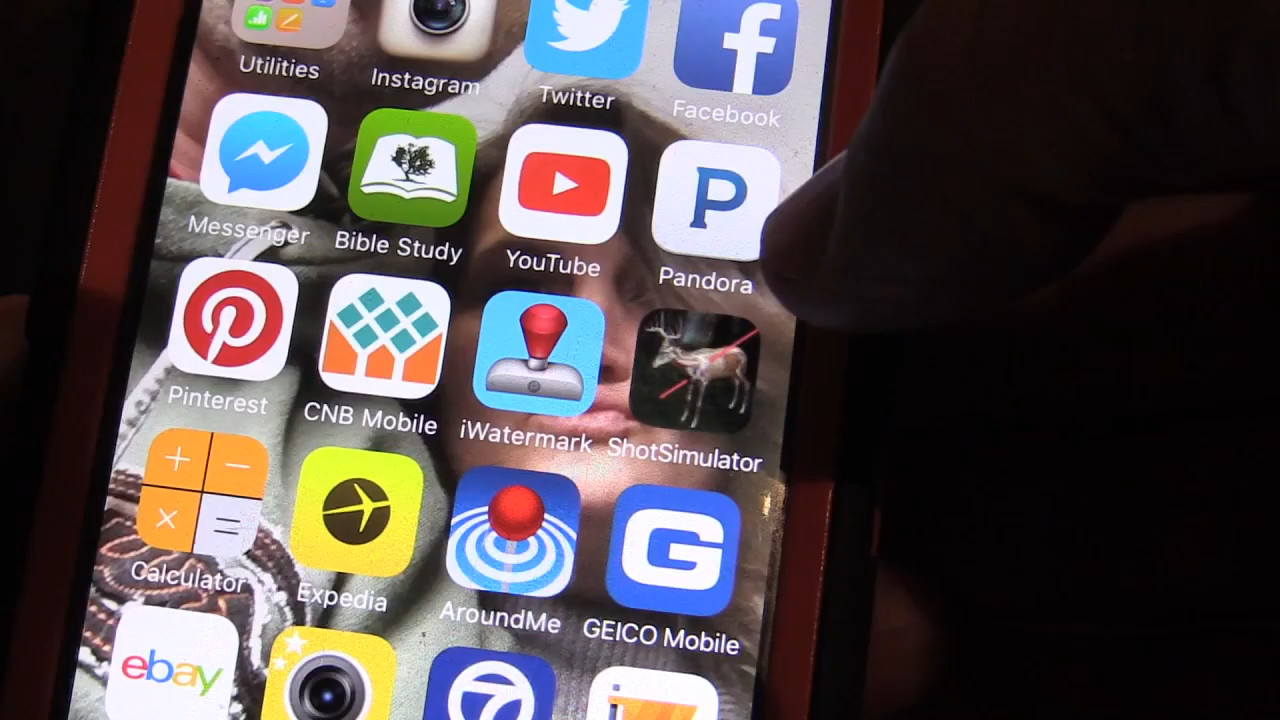 Utilities Instagram Twitter Facebook
Messenger Bible Study YouTube Pandora
Pinterest CNB Mobile iWatermark ShotSimulator
Calculator Expedia AroundMe GEICO Mobile
ebay 7